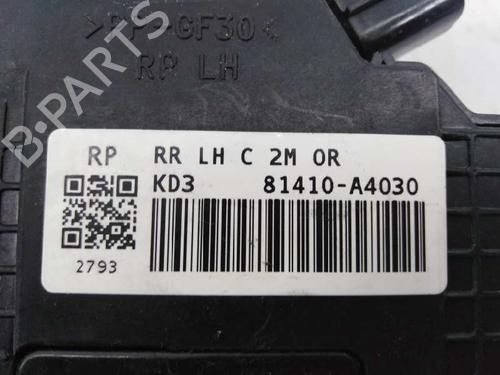 >PP-GF30<
RP LH
B-PARTS
RP RR LH C 2M OR
KD3 81410-A4030
2793